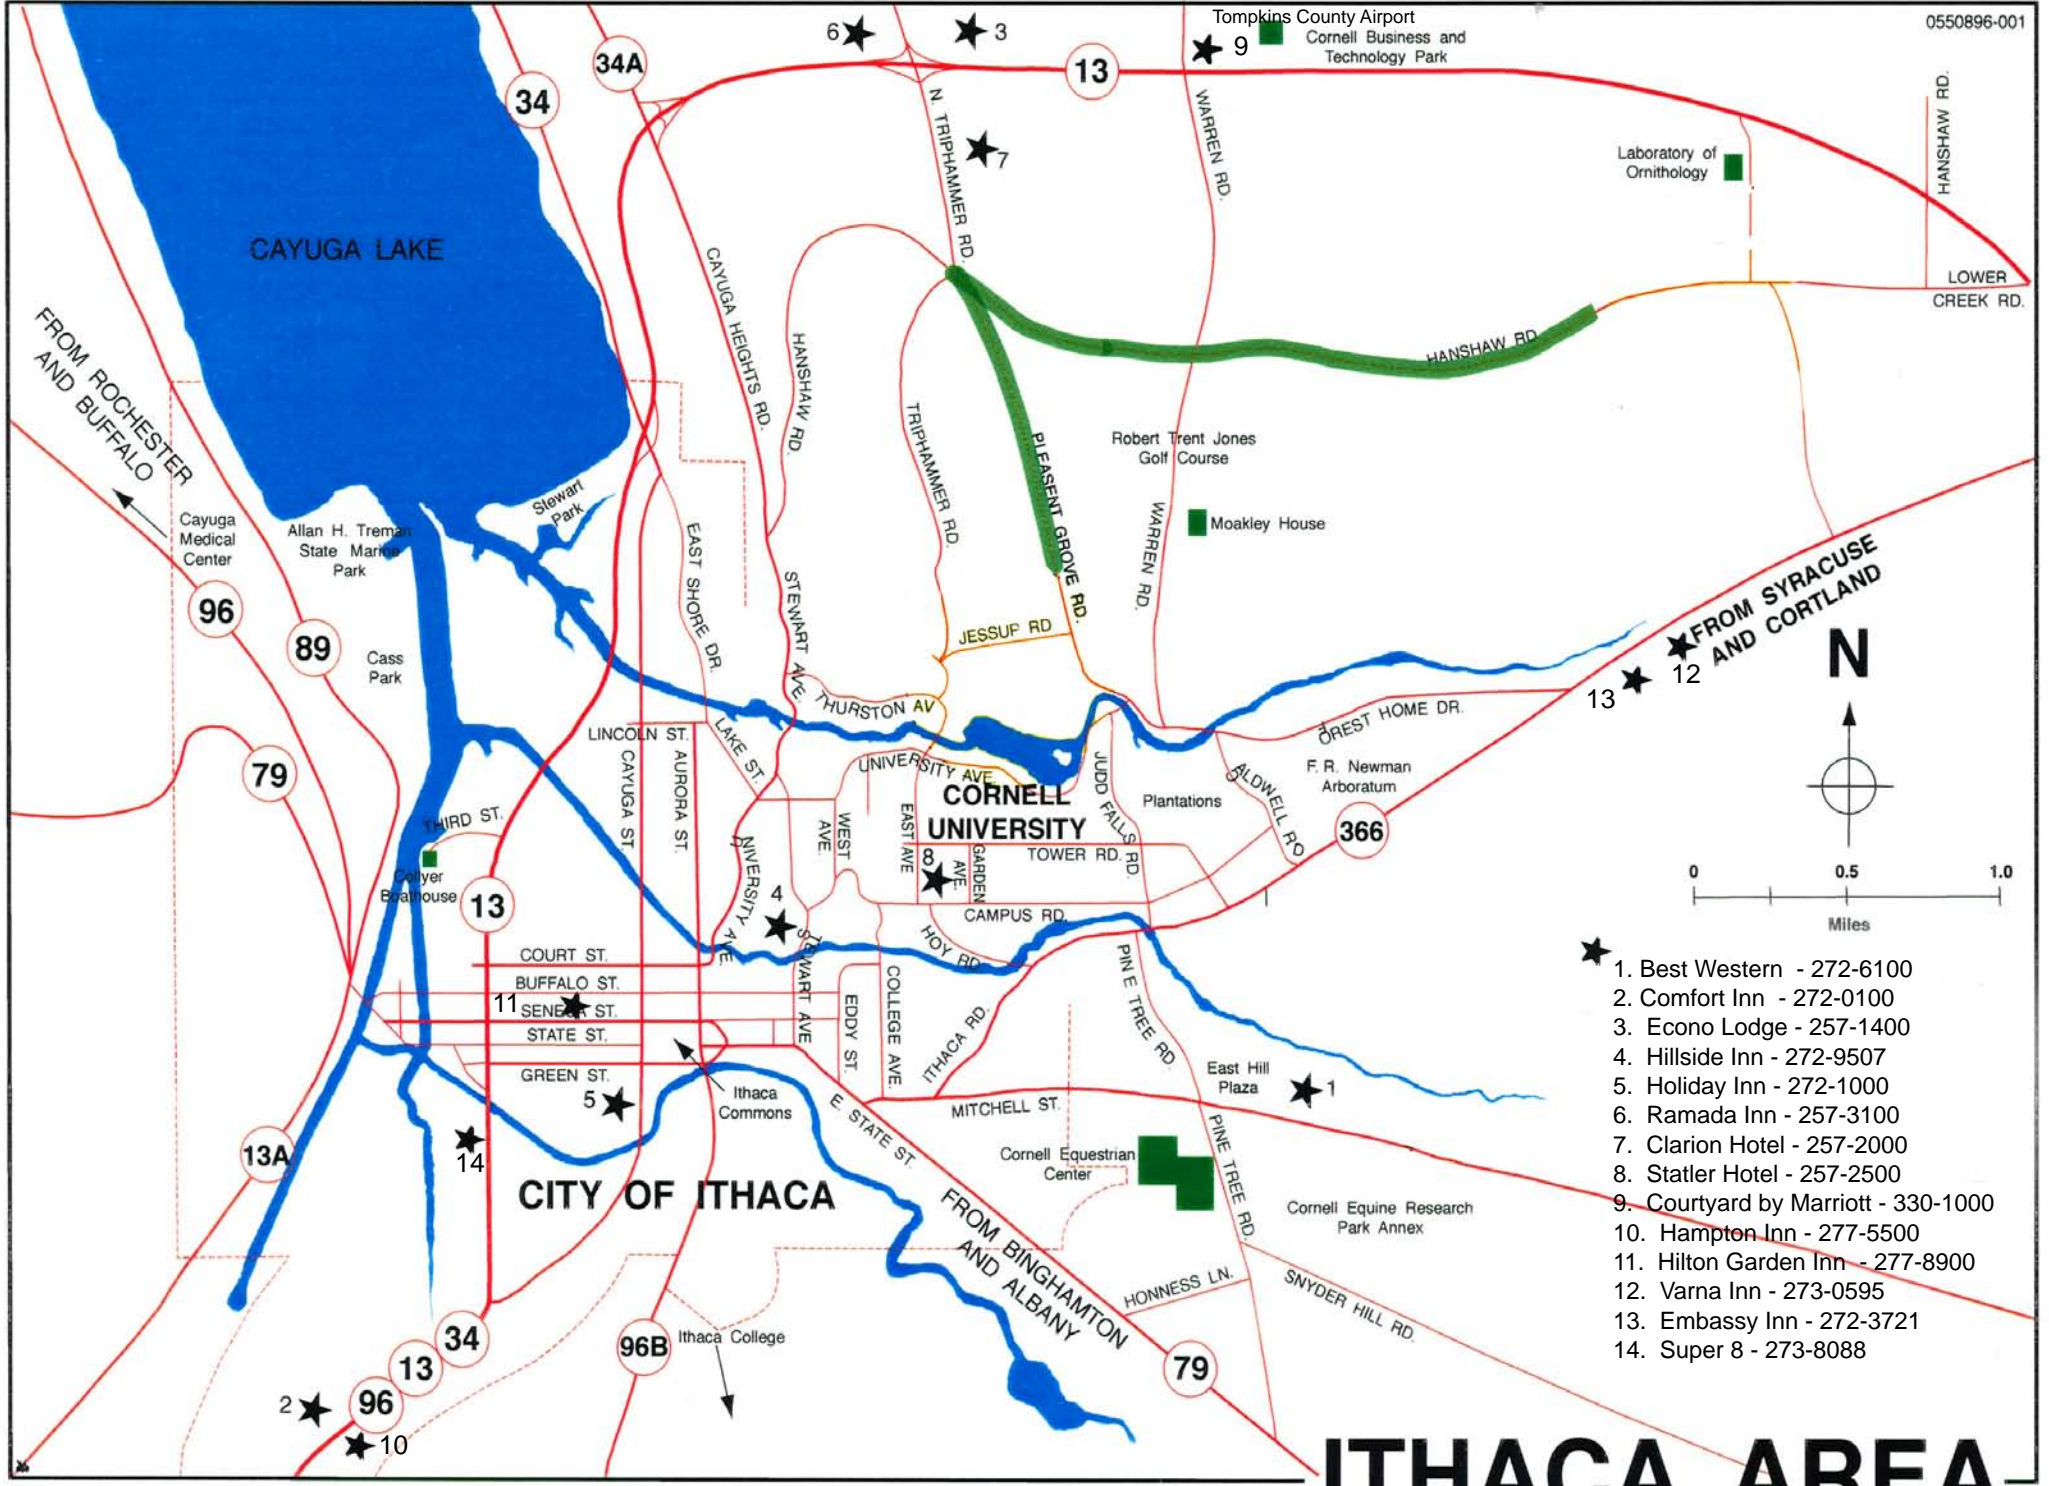 Tompkins County Airport
0550896-001
6
3
9
Cornell Business and
Technology Park
34A
13
34
N. TRIPHAMMER RD.
WARREN RD.
HANSHAW RD.
7
Laboratory of
Ornithology
CAYUGA LAKE
CAYUGA HEIGHTS RD.
LOWER
CREEK RD.
FROM ROCHESTER
AND BUFFALO
HANSHAW RD.
HANSHAW RD
TRIPHAMMER RD.
PLEASENT GROVE RD.
Robert Trent Jones
Golf Course
Stewart
Park
Cayuga
Medical
Center
Allan H. Treman
State Marine
Park
EAST SHORE DR.
WARREN RD.
Moakley House
FROM SYRACUSE
AND CORTLAND
96
89
STEWART AVE.
JESSUP RD
N
Cass
Park
12
13
THURSTON AV
CREST HOME DR.
LINCOLN ST.
LAKE ST.
79
CAYUGA ST.
AURORA ST.
UNIVERSITY AVE.
JUDD FALLS RD.
CALDWELL RD
F. R. Newman
Arboratum
CORNELL
UNIVERSITY
Plantations
THIRD ST.
WEST
AVE.
EAST AVE
366
TOWER RD.
GARDEN
AVE.
8
0
0.5
1.0
Miles
Collyer
Boathouse
13
UNIVERSITY AVE.
4
CAMPUS RD.
HOY RD.
STEWART AVE
COURT ST.
BUFFALO ST.
11
SENECA ST.
STATE ST.
GREEN ST.
EDDY ST.
COLLEGE AVE.
ITHACA RD.
PINE TREE RD.
1. Best Western - 272-6100
2. Comfort Inn - 272-0100
3. Econo Lodge - 257-1400
4. Hillside Inn - 272-9507
5. Holiday Inn - 272-1000
6. Ramada Inn - 257-3100
7. Clarion Hotel - 257-2000
8. Statler Hotel - 257-2500
9. Courtyard by Marriott - 330-1000
10. Hampton Inn - 277-5500
11. Hilton Garden Inn - 277-8900
12. Varna Inn - 273-0595
13. Embassy Inn - 272-3721
14. Super 8 - 273-8088
East Hill
Plaza
1
5
Ithaca
Commons
MITCHELL ST.
E. STATE ST.
13A
14
Cornell Equestrian
Center
PINE TREE RD.
CITY OF ITHACA
FROM BINGHAMTON
AND ALBANY
Cornell Equine Research
Park Annex
HONNESS LN.
SNYDER HILL RD.
34
13
96
96B
Ithaca College
79
2
10
ITHACA AREA